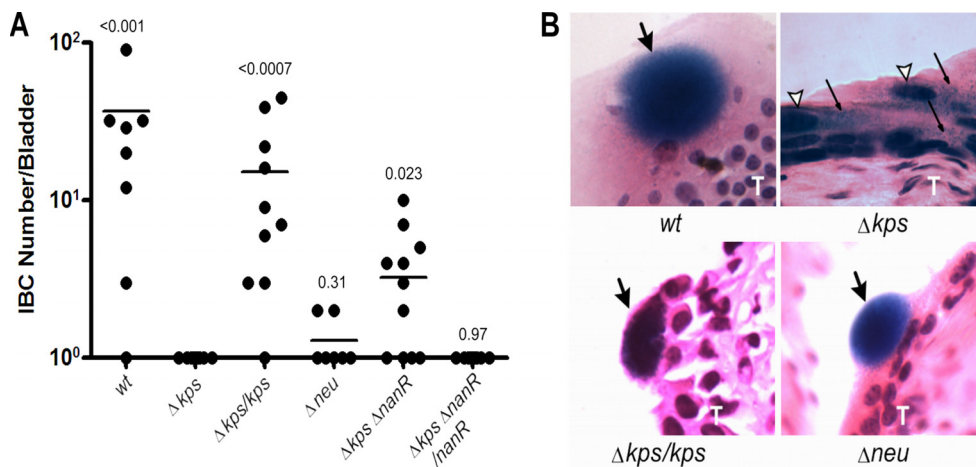 A
IBC Number/Bladder
10²
10¹
10⁰
<0.001
<0.0007
0.31
0.023
0.97
wt
Δkps
Δkps/kps
Δneu
Δkps ΔnanR
Δkps ΔnanR
/nanR
B
T
wt
T
Δkps
T
Δkps/kps
T
Δneu